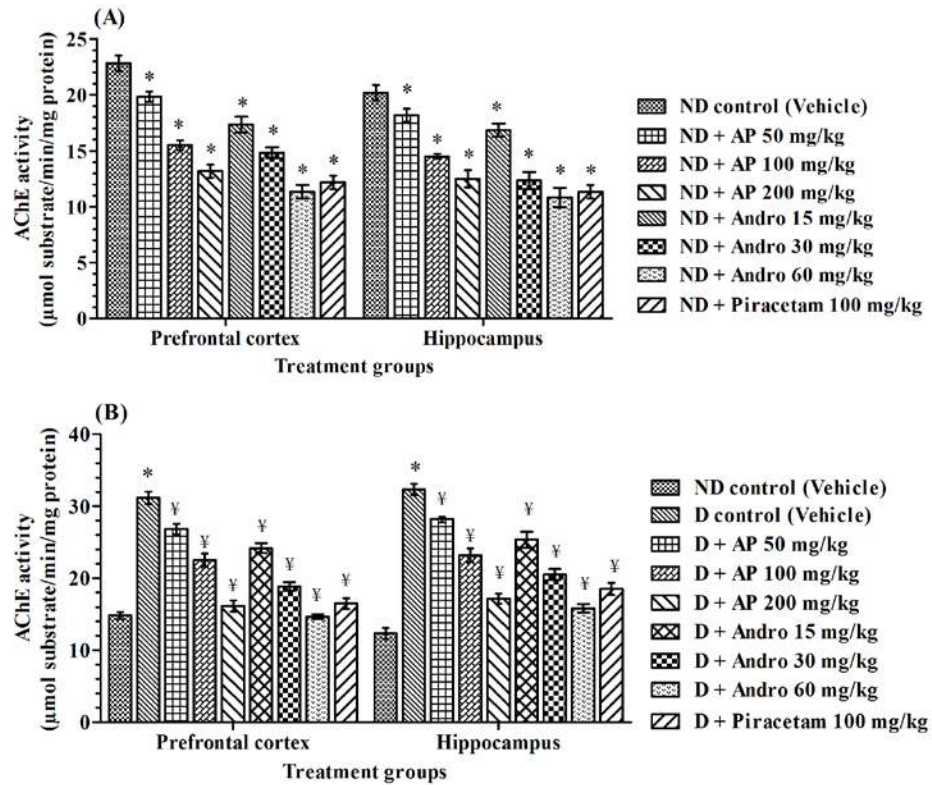 (A)
AChE activity
(µmol substrate/min/mg protein)
25
20
15
10
5
0
* * * * * * *
* * * * * * *
Prefrontal cortex Hippocampus
Treatment groups
ND control (Vehicle)
ND + AP 50 mg/kg
ND + AP 100 mg/kg
ND + AP 200 mg/kg
ND + Andro 15 mg/kg
ND + Andro 30 mg/kg
ND + Andro 60 mg/kg
ND + Piracetam 100 mg/kg
(B)
AChE activity
(µmol substrate/min/mg protein)
40
30
20
10
0
* ¥ ¥ ¥ ¥ ¥ ¥ ¥
* ¥ ¥ ¥ ¥ ¥ ¥ ¥
Prefrontal cortex Hippocampus
Treatment groups
ND control (Vehicle)
D control (Vehicle)
D + AP 50 mg/kg
D + AP 100 mg/kg
D + AP 200 mg/kg
D + Andro 15 mg/kg
D + Andro 30 mg/kg
D + Andro 60 mg/kg
D + Piracetam 100 mg/kg